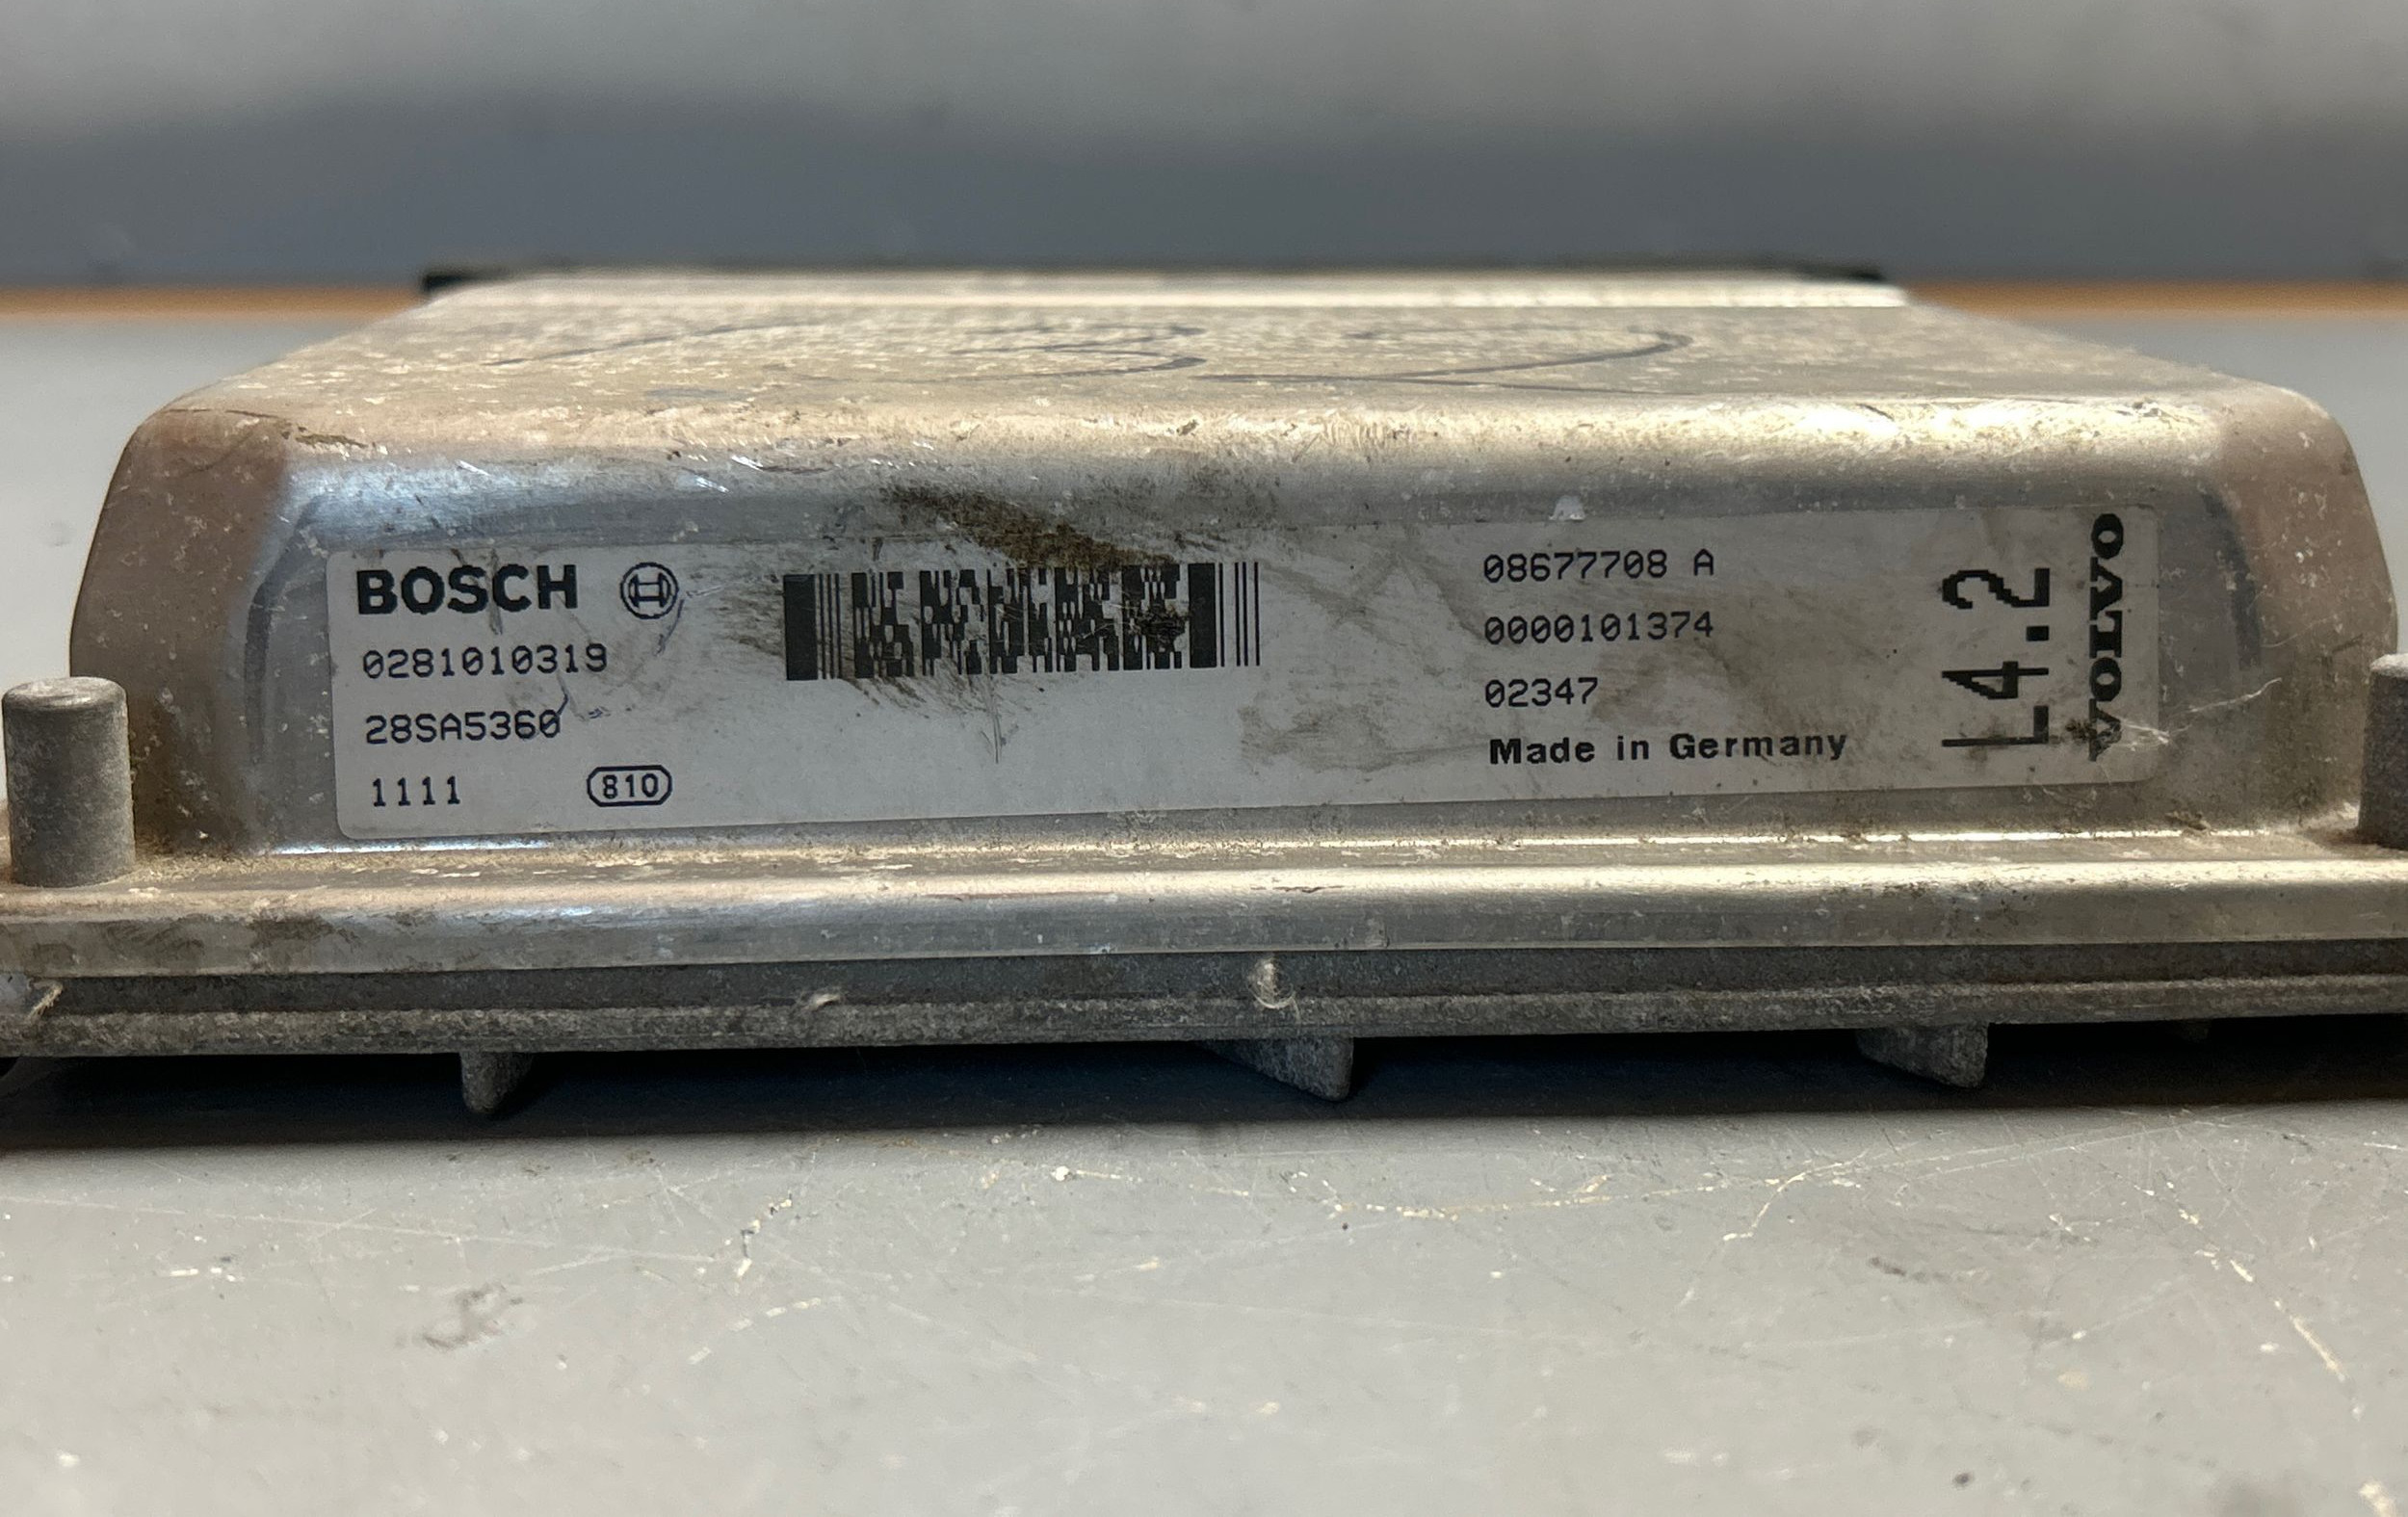 BOSCH
0281010319
28SA5360
1111 810
08677708 A
0000101374
02347
Made in Germany
L4.2
VOLVO